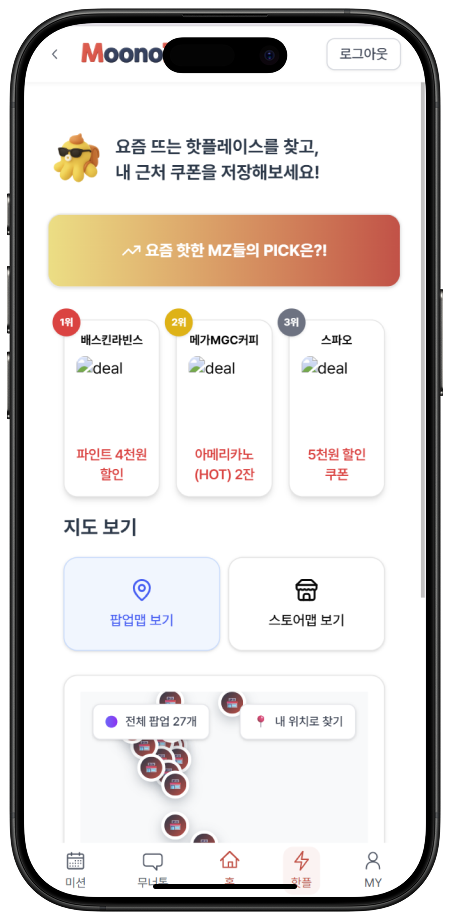 로그아웃
요즘 뜨는 핫플레이스를 찾고,
내 근처 쿠폰을 저장해보세요!
요즘 핫한 MZ들의 PICK은?!
1위
2위
3위
배스킨라빈스
메가MGC커피
스파오
deal
deal
deal
파인트 4천원
할인
아메리카노
(HOT) 2잔
5천원 할인
쿠폰
지도 보기
팝업맵 보기
스토어맵 보기
전체 팝업 27개
내 위치로 찾기
미션
핫플
MY